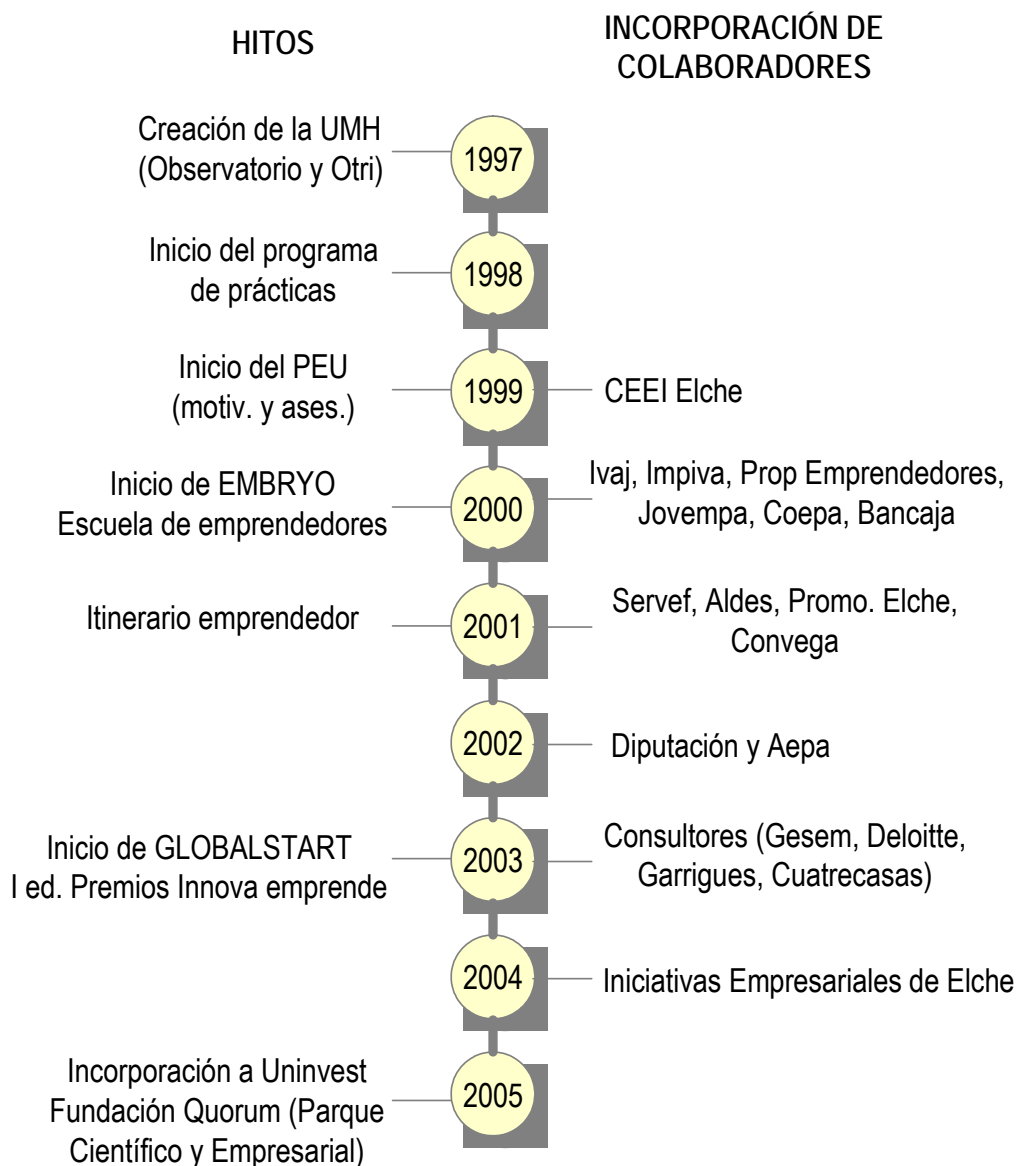 HITOS
INCORPORACIÓN DE
COLABORADORES
Creación de la UMH
(Observatorio y Otri)
1997
Inicio del programa
de prácticas
1998
Inicio del PEU
(motiv. y ases.)
1999
CEEI Elche
Inicio de EMBRYO
Escuela de emprendedores
2000
Ivaj, Impiva, Prop Emprendedores,
Jovempa, Coepa, Bancaja
Itinerario emprendedor
2001
Servef, Aldes, Promo. Elche,
Convega
2002
Diputación y Aepa
Inicio de GLOBALSTART
I ed. Premios Innova emprende
2003
Consultores (Gesem, Deloitte,
Garrigues, Cuatrecasas)
2004
Iniciativas Empresariales de Elche
Incorporación a Uninvest
Fundación Quorum (Parque
Científico y Empresarial)
2005